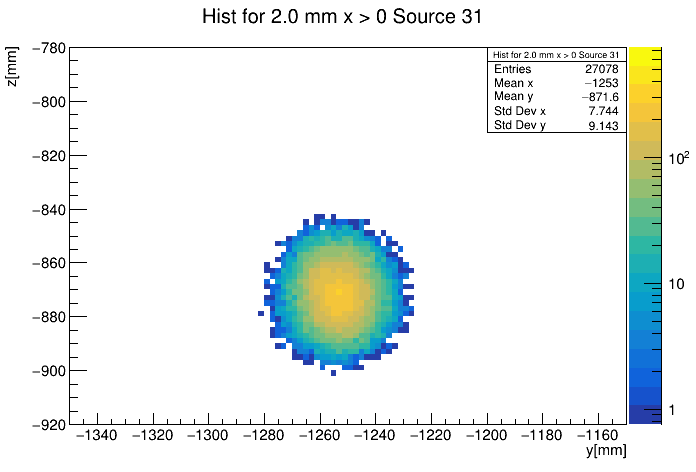 Hist for 2.0 mm x > 0 Source 31
z[mm]
−780
−800
−820
−840
−860
−880
−900
−920
Hist for 2.0 mm x > 0 Source 31
Entries 27078
Mean x −1253
Mean y −871.6
Std Dev x 7.744
Std Dev y 9.143
10²
10
1
−1340 −1320 −1300 −1280 −1260 −1240 −1220 −1200 −1180 −1160
y[mm]